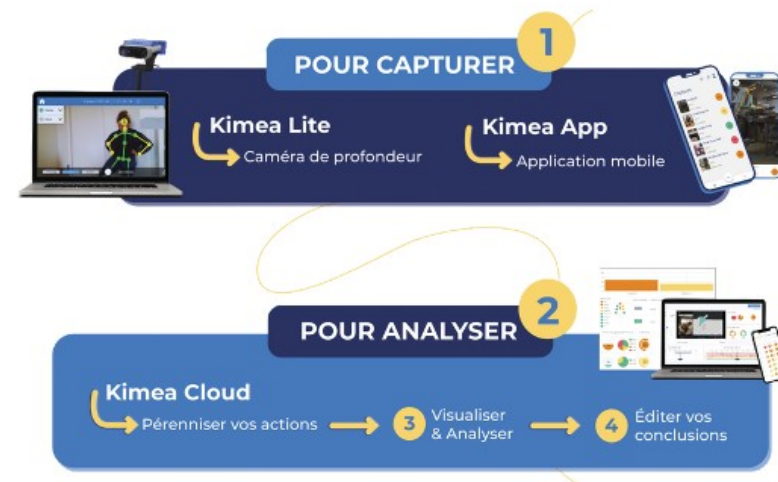 1
POUR CAPTURER
Kimea Lite
Caméra de profondeur
Kimea App
Application mobile
2
POUR ANALYSER
Kimea Cloud
Pérenniser vos actions
3
Visualiser
& Analyser
4
Éditer vos
conclusions